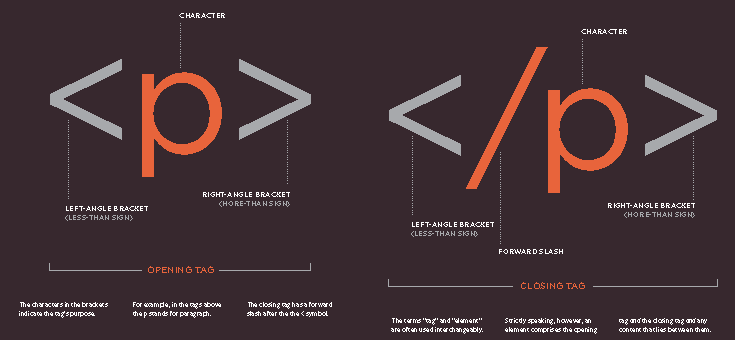 CHARACTER
<p>
LEFT-ANGLE BRACKET
(LESS-THAN SIGN)
RIGHT-ANGLE BRACKET
(MORE-THAN SIGN)
OPENING TAG
The characters in the brackets
indicate the tag's purpose.
For example, in the tags above
the p stands for paragraph.
The closing tag has a forward
slash after the the < symbol.
CHARACTER
</p>
LEFT-ANGLE BRACKET
(LESS-THAN SIGN)
FORWARD SLASH
RIGHT-ANGLE BRACKET
(MORE-THAN SIGN)
CLOSING TAG
The terms "tag" and "element"
are often used interchangeably.
Strictly speaking, however, an
element comprises the opening
tag and the closing tag and any
content that lies between them.